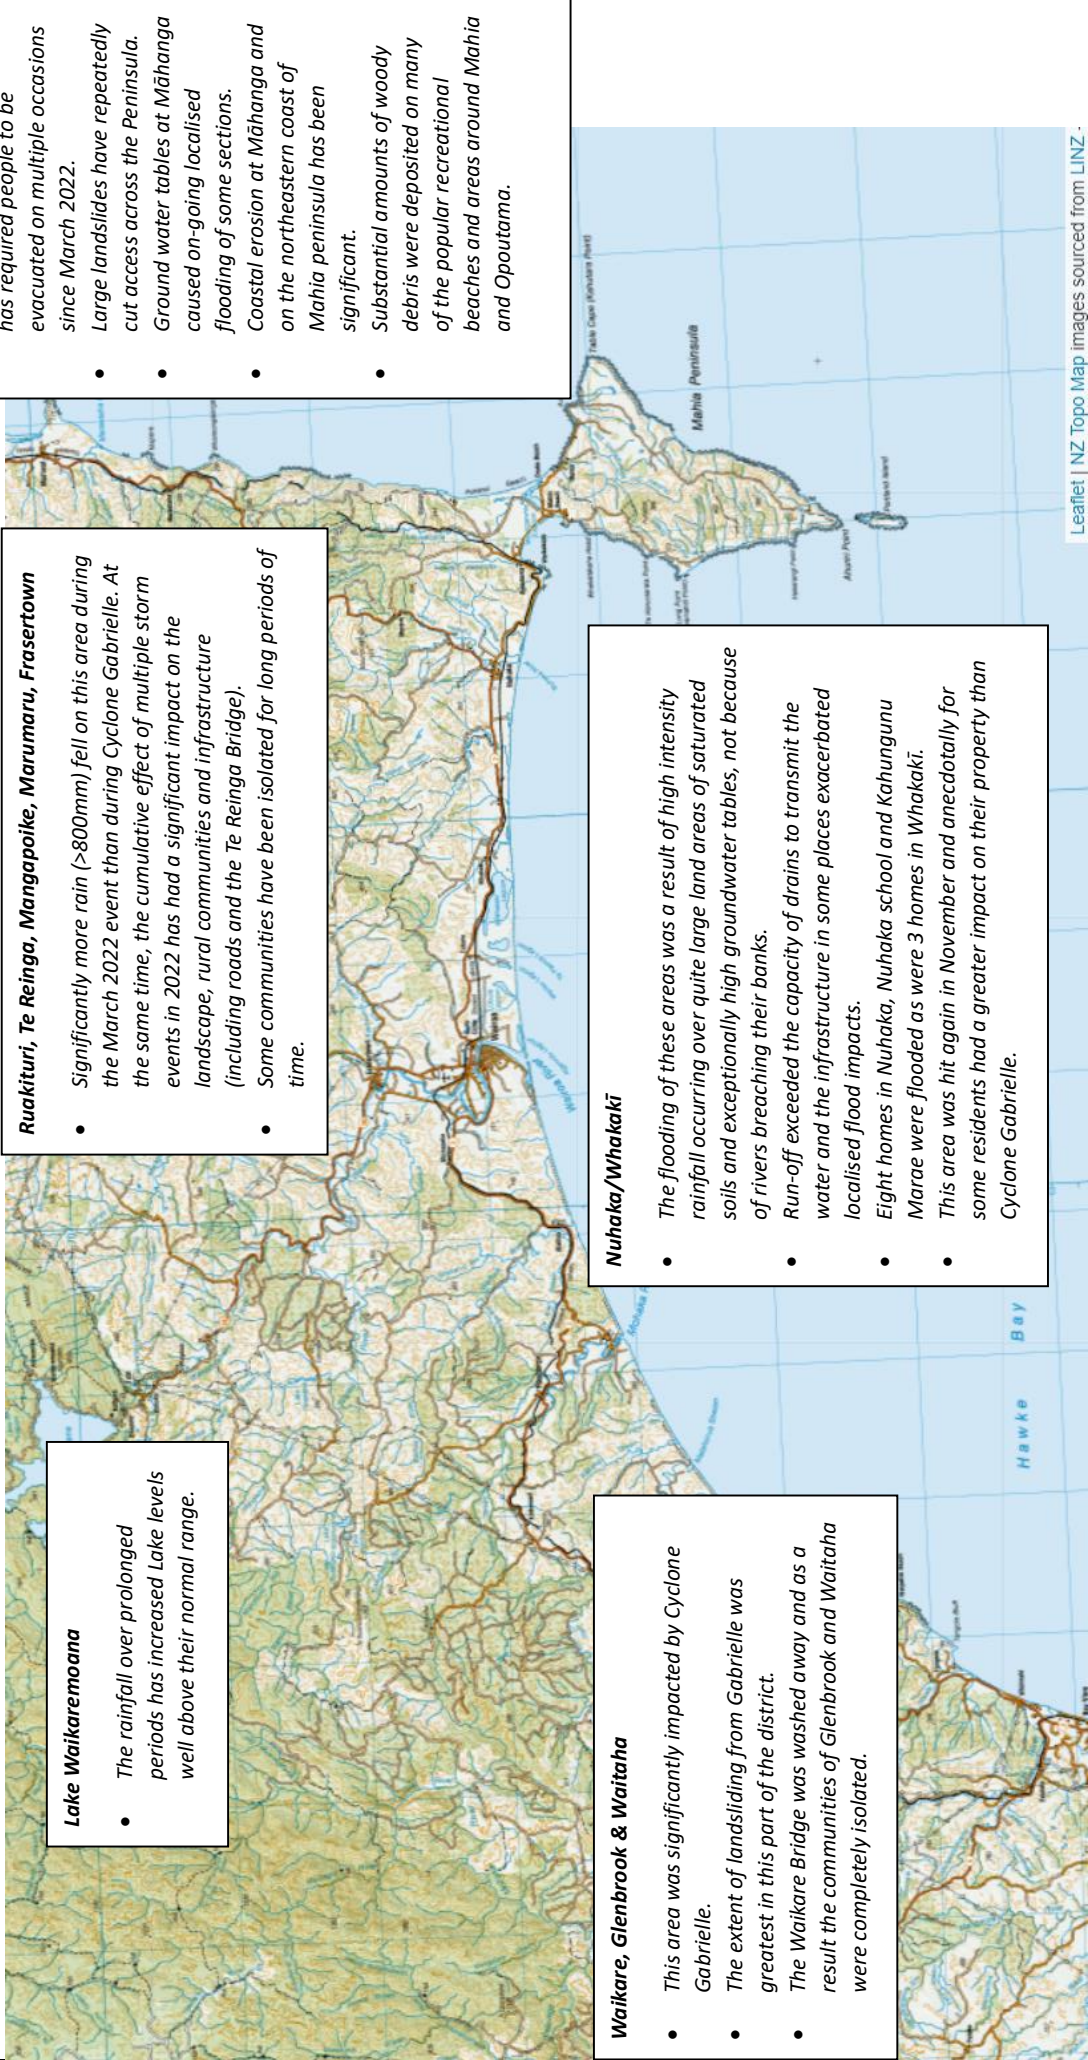 Lake Waikaremoana
• The rainfall over prolonged
periods has increased Lake levels
well above their normal range.
Ruakituri, Te Reinga, Mangapoike, Marumaru, Frasertown
• Significantly more rain (>800mm) fell on this area during
the March 2022 event than during Cyclone Gabrielle. At
the same time, the cumulative effect of multiple storm
events in 2022 has had a significant impact on the
landscape, rural communities and infrastructure
(including roads and the Te Reinga Bridge).
• Some communities have been isolated for long periods of
time.
has required people to be
evacuated on multiple occasions
since March 2022.
• Large landslides have repeatedly
cut access across the Peninsula.
• Ground water tables at Māhanga
caused on-going localised
flooding of some sections.
• Coastal erosion at Māhanga and
on the northeastern coast of
Mahia peninsula has been
significant.
• Substantial amounts of woody
debris were deposited on many
of the popular recreational
beaches and areas around Mahia
and Opoutama.
Waikare, Glenbrook & Waitaha
• This area was significantly impacted by Cyclone
Gabrielle.
• The extent of landsliding from Gabrielle was
greatest in this part of the district.
• The Waikare Bridge was washed away and as a
result the communities of Glenbrook and Waitaha
were completely isolated.
Nuhaka/Whakakī
• The flooding of these areas was a result of high intensity
rainfall occurring over quite large land areas of saturated
soils and exceptionally high groundwater tables, not because
of rivers breaching their banks.
• Run-off exceeded the capacity of drains to transmit the
water and the infrastructure in some places exacerbated
localised flood impacts.
• Eight homes in Nuhaka, Nuhaka school and Kahungunu
Marae were flooded as were 3 homes in Whakakī.
• This area was hit again in November and anecdotally for
some residents had a greater impact on their property than
Cyclone Gabrielle.
Wairoa River
Wairoa
Mohaka
Hawke Bay
Mahia Peninsula
Table Cape (Kahutara Point)
Ahuriri Point
Portland Island
Leaflet | NZ Topo Map images sourced from LINZ -